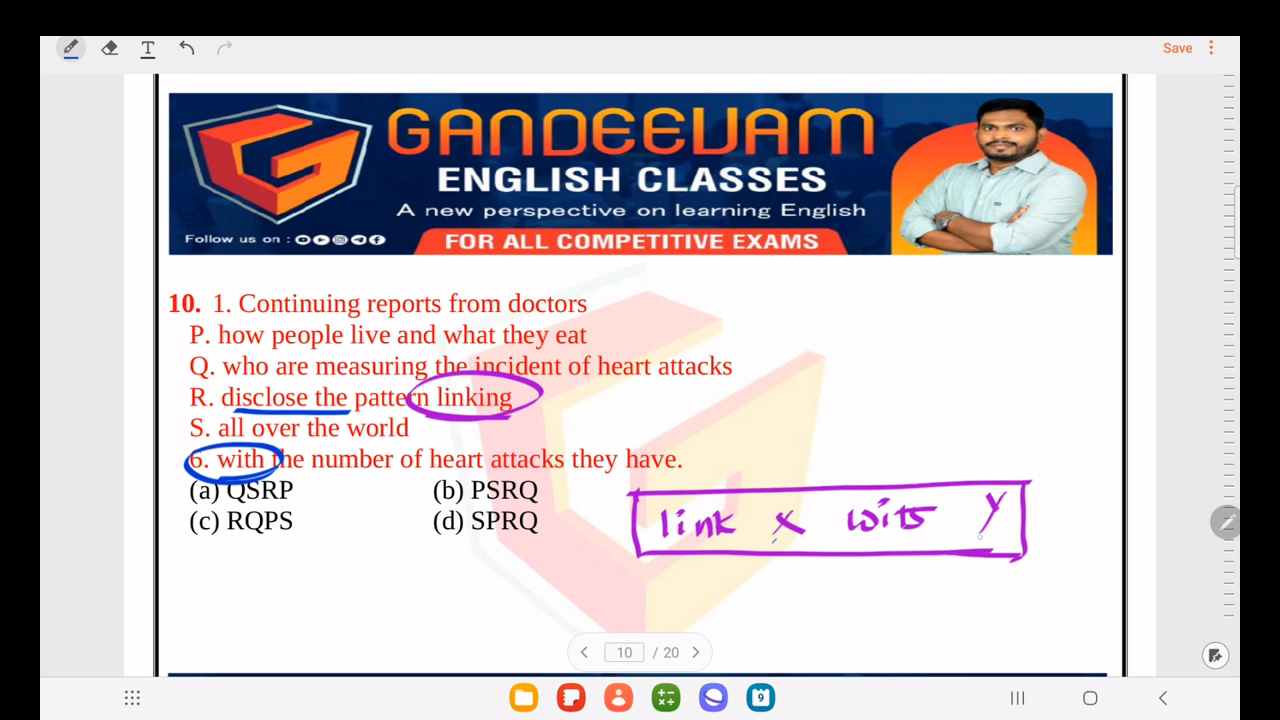 T
Save
GANDEEVAM
ENGLISH CLASSES
A new perspective on learning English
Follow us on :
FOR ALL COMPETITIVE EXAMS
10. 1. Continuing reports from doctors
P. how people live and what they eat
Q. who are measuring the incident of heart attacks
R. disclose the pattern linking
S. all over the world
6. with the number of heart attacks they have.
(a) QSRP (b) PSRQ
(c) RQPS (d) SPRQ
link x with y
10 / 20
9